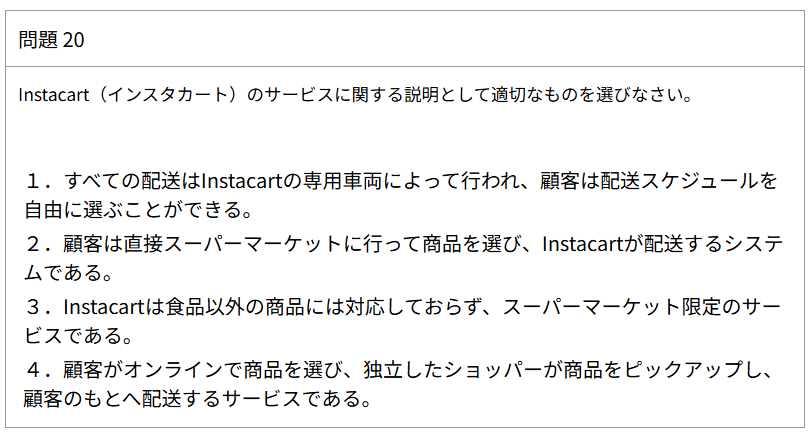 問題 20
Instacart（インスタカート）のサービスに関する説明として適切なものを選びなさい。
１．すべての配送はInstacartの専用車両によって行われ、顧客は配送スケジュールを
自由に選ぶことができる。
２．顧客は直接スーパーマーケットに行って商品を選び、Instacartが配送するシステ
ムである。
３．Instacartは食品以外の商品には対応しておらず、スーパーマーケット限定のサー
ビスである。
４．顧客がオンラインで商品を選び、独立したショッパーが商品をピックアップし、
顧客のもとへ配送するサービスである。